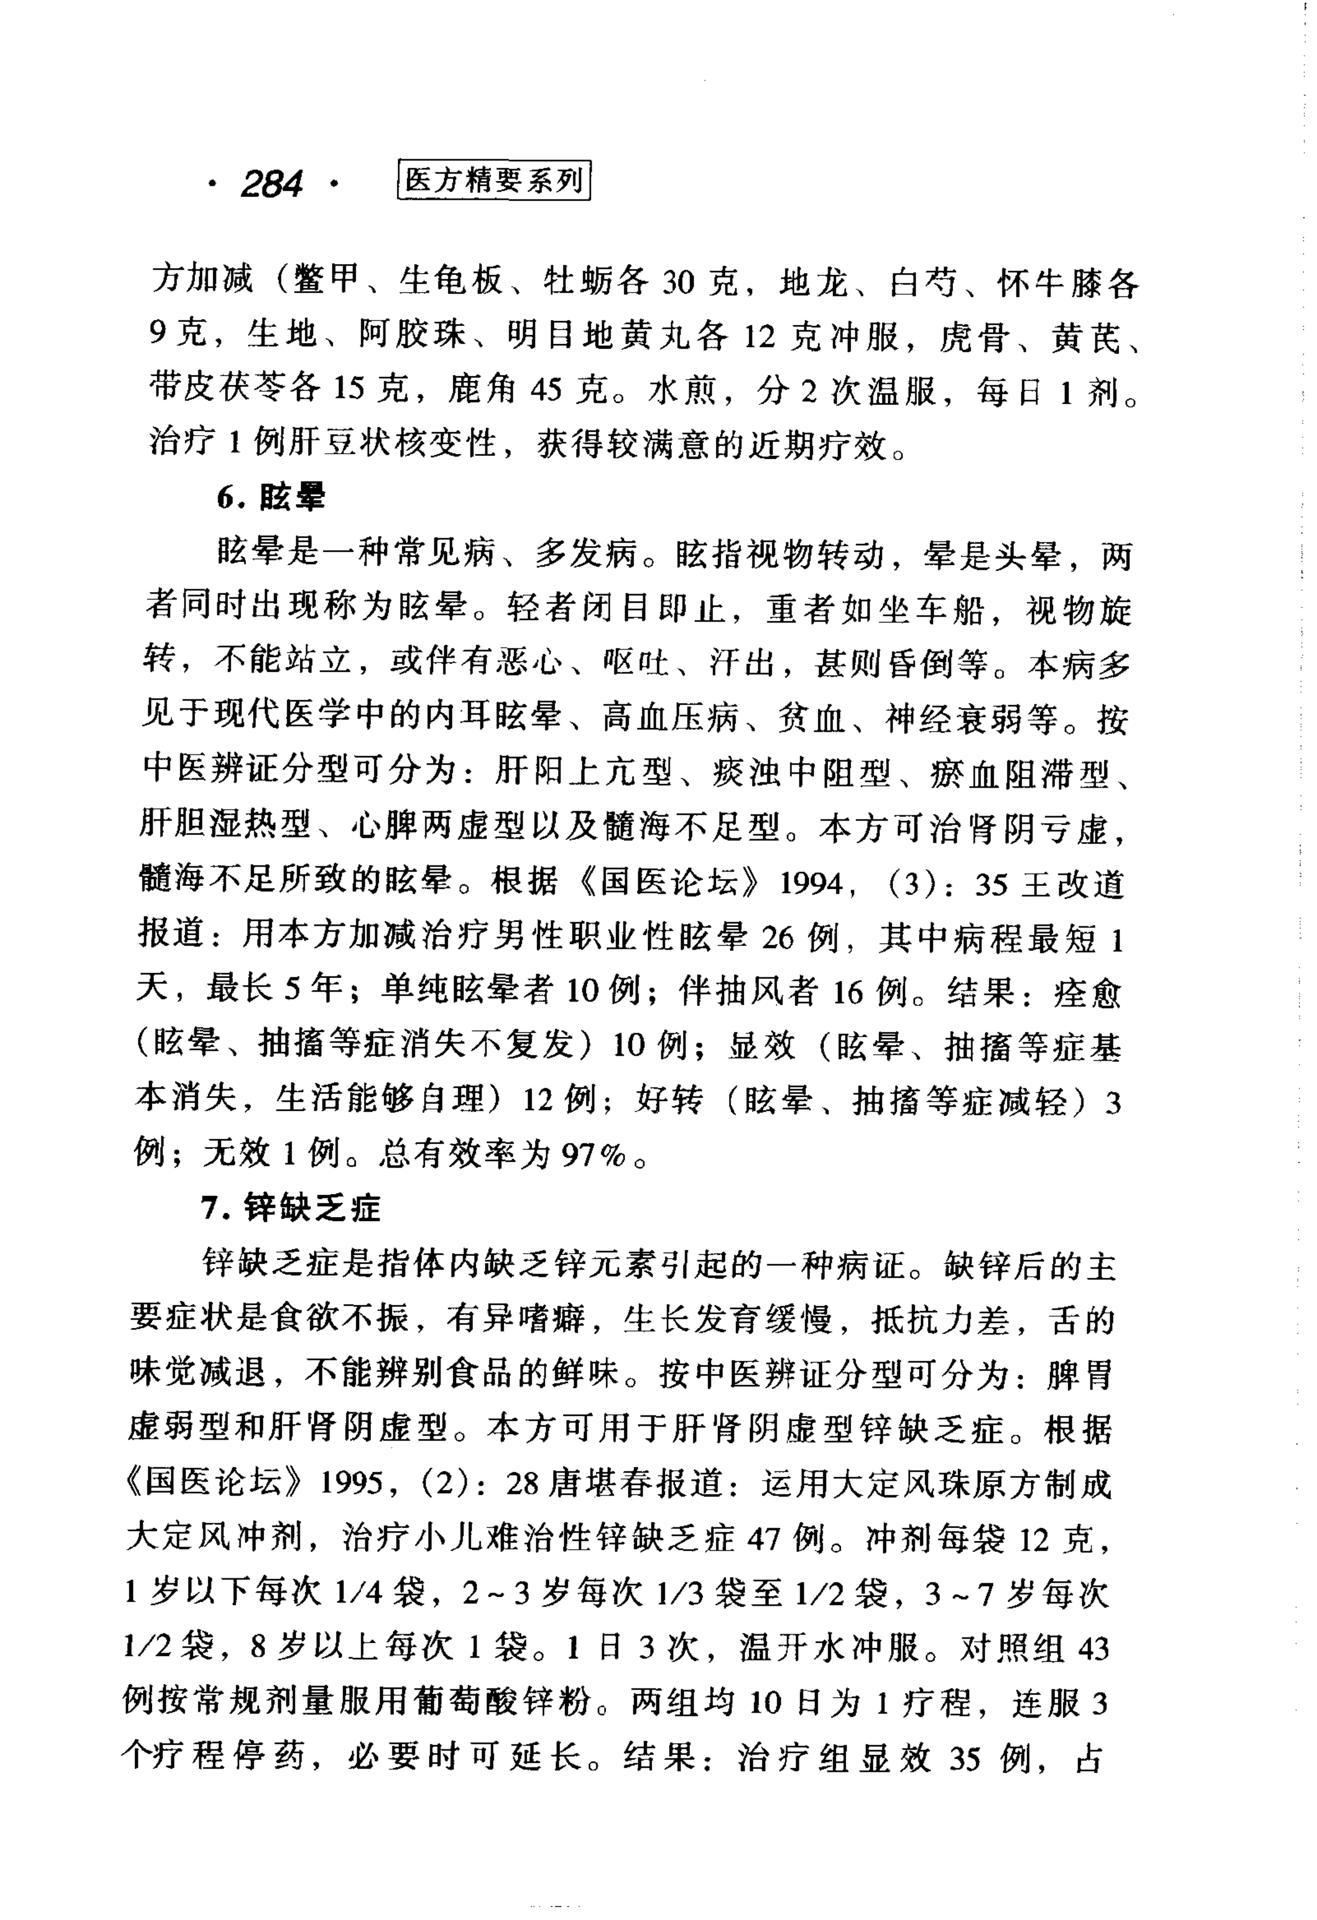 · 284 · 医方精要系列
方加减（鳖甲、生龟板、牡蛎各 30 克，地龙、白芍、怀牛膝各
9 克，生地、阿胶珠、明目地黄丸各 12 克冲服，虎骨、黄芪、
带皮茯苓各 15 克，鹿角 45 克。水煎，分 2 次温服，每日 1 剂。
治疗 1 例肝豆状核变性，获得较满意的近期疗效。
6. 眩晕
眩晕是一种常见病、多发病。眩指视物转动，晕是头晕，两
者同时出现称为眩晕。轻者闭目即止，重者如坐车船，视物旋
转，不能站立，或伴有恶心、呕吐、汗出，甚则昏倒等。本病多
见于现代医学中的内耳眩晕、高血压病、贫血、神经衰弱等。按
中医辨证分型可分为：肝阳上亢型、痰浊中阻型、瘀血阻滞型、
肝胆湿热型、心脾两虚型以及髓海不足型。本方可治肾阴亏虚，
髓海不足所致的眩晕。根据《国医论坛》1994，（3）：35 王改道
报道：用本方加减治疗男性职业性眩晕 26 例，其中病程最短 1
天，最长 5 年；单纯眩晕者 10 例；伴抽风者 16 例。结果：痊愈
（眩晕、抽搐等症消失不复发）10 例；显效（眩晕、抽搐等症基
本消失，生活能够自理）12 例；好转（眩晕、抽搐等症减轻）3
例；无效 1 例。总有效率为 97%。
7. 锌缺乏症
锌缺乏症是指体内缺乏锌元素引起的一种病证。缺锌后的主
要症状是食欲不振，有异嗜癖，生长发育缓慢，抵抗力差，舌的
味觉减退，不能辨别食品的鲜味。按中医辨证分型可分为：脾胃
虚弱型和肝肾阴虚型。本方可用于肝肾阴虚型锌缺乏症。根据
《国医论坛》1995，（2）：28 唐堪春报道：运用大定风珠原方制成
大定风冲剂，治疗小儿难治性锌缺乏症 47 例。冲剂每袋 12 克，
1 岁以下每次 1/4 袋，2～3 岁每次 1/3 袋至 1/2 袋，3～7 岁每次
1/2 袋，8 岁以上每次 1 袋。1 日 3 次，温开水冲服。对照组 43
例按常规剂量服用葡萄酸锌粉。两组均 10 日为 1 疗程，连服 3
个疗程停药，必要时可延长。结果：治疗组显效 35 例，占